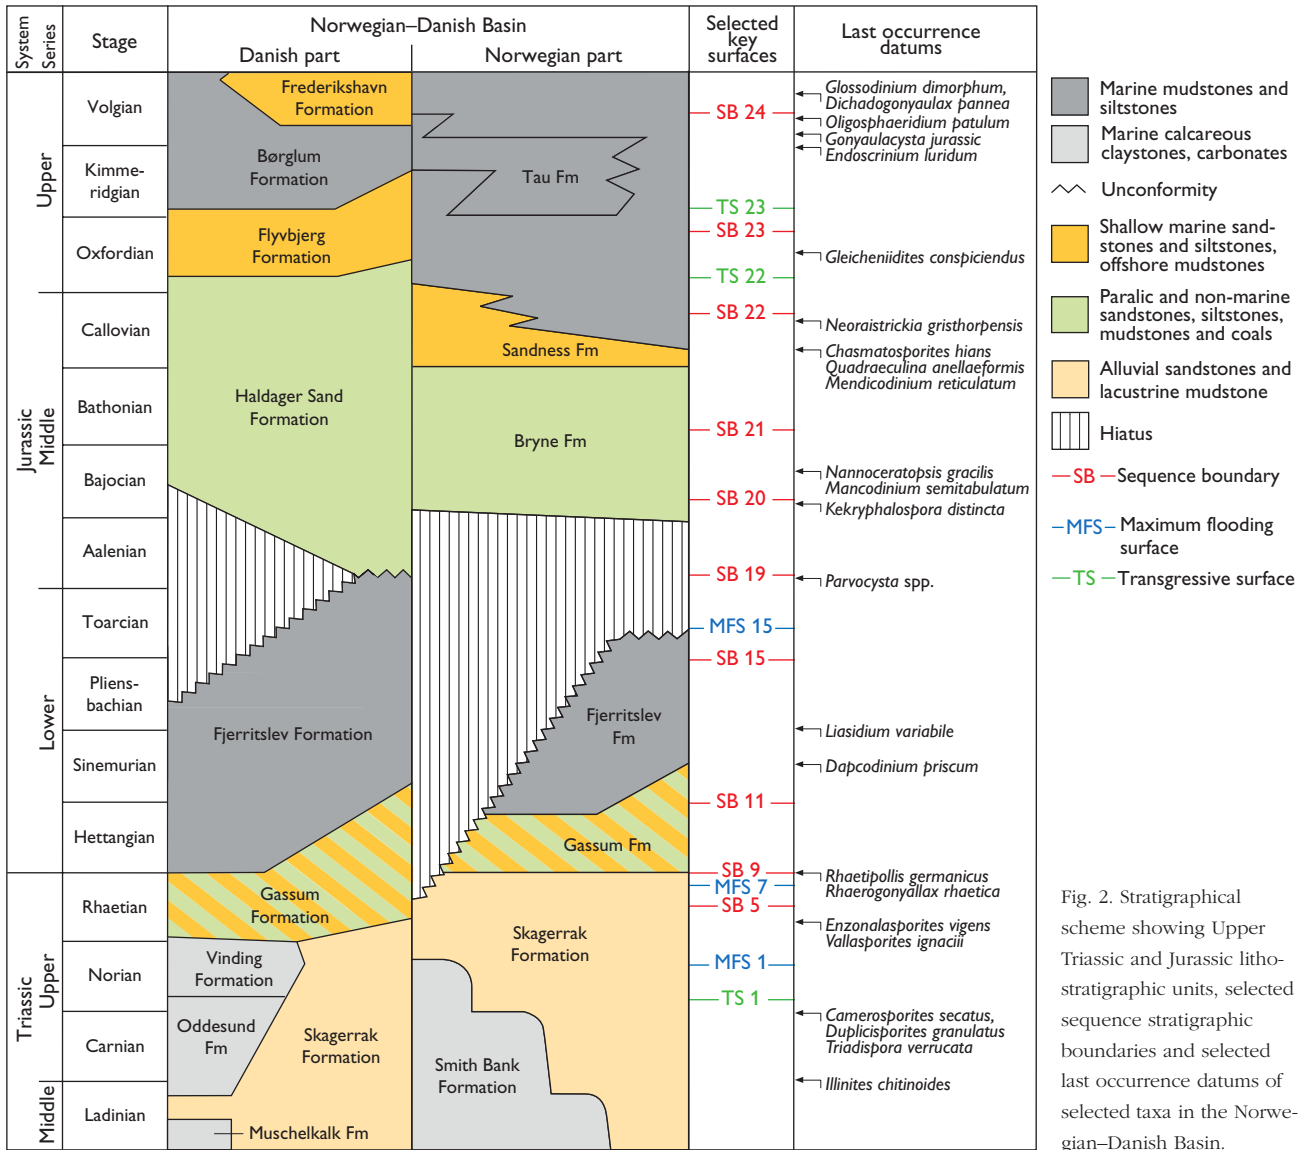 System
Series
Stage
Norwegian–Danish Basin
Danish part
Norwegian part
Selected
key
surfaces
Last occurrence
datums
Jurassic
Upper
Middle
Lower
Triassic
Upper
Middle
Volgian
Kimme-
ridgian
Oxfordian
Callovian
Bathonian
Bajocian
Aalenian
Toarcian
Pliens-
bachian
Sinemurian
Hettangian
Rhaetian
Norian
Carnian
Ladinian
Frederikshavn
Formation
Børglum
Formation
Flyvbjerg
Formation
Haldager Sand
Formation
Fjerritslev Formation
Gassum
Formation
Vinding
Formation
Oddesund
Fm
Skagerrak
Formation
Muschelkalk Fm
Tau Fm
Sandness Fm
Bryne Fm
Fjerritslev
Fm
Gassum Fm
Skagerrak
Formation
Smith Bank
Formation
SB 24
TS 23
SB 23
TS 22
SB 22
SB 21
SB 20
SB 19
MFS 15
SB 15
SB 11
SB 9
MFS 7
SB 5
MFS 1
TS 1
Glossodinium dimorphum,
Dichadogonyaulax pannea
Oligosphaeridium patulum
Gonyaulacysta jurassic
Endoscrinium luridum
Gleicheniidites conspiciendus
Neoraistrickia gristhorpensis
Chasmatosporites hians
Quadraeculina anellaeformis
Mendicodinium reticulatum
Nannoceratopsis gracilis
Mancodinium semitabulatum
Kekryphalospora distincta
Parvocysta spp.
Liasidium variabile
Dapcodinium priscum
Rhaetipollis germanicus
Rhaerogonyallax rhaetica
Enzonalasporites vigens
Vallasporites ignaciii
Camerosporites secatus,
Duplicisporites granulatus
Triadispora verrucata
Illinites chitinoides
Marine mudstones and
siltstones
Marine calcareous
claystones, carbonates
Unconformity
Shallow marine sand-
stones and siltstones,
offshore mudstones
Paralic and non-marine
sandstones, siltstones,
mudstones and coals
Alluvial sandstones and
lacustrine mudstone
Hiatus
SB Sequence boundary
MFS Maximum flooding
surface
TS Transgressive surface
Fig. 2. Stratigraphical
scheme showing Upper
Triassic and Jurassic litho-
stratigraphic units, selected
sequence stratigraphic
boundaries and selected
last occurrence datums of
selected taxa in the Norwe-
gian–Danish Basin.